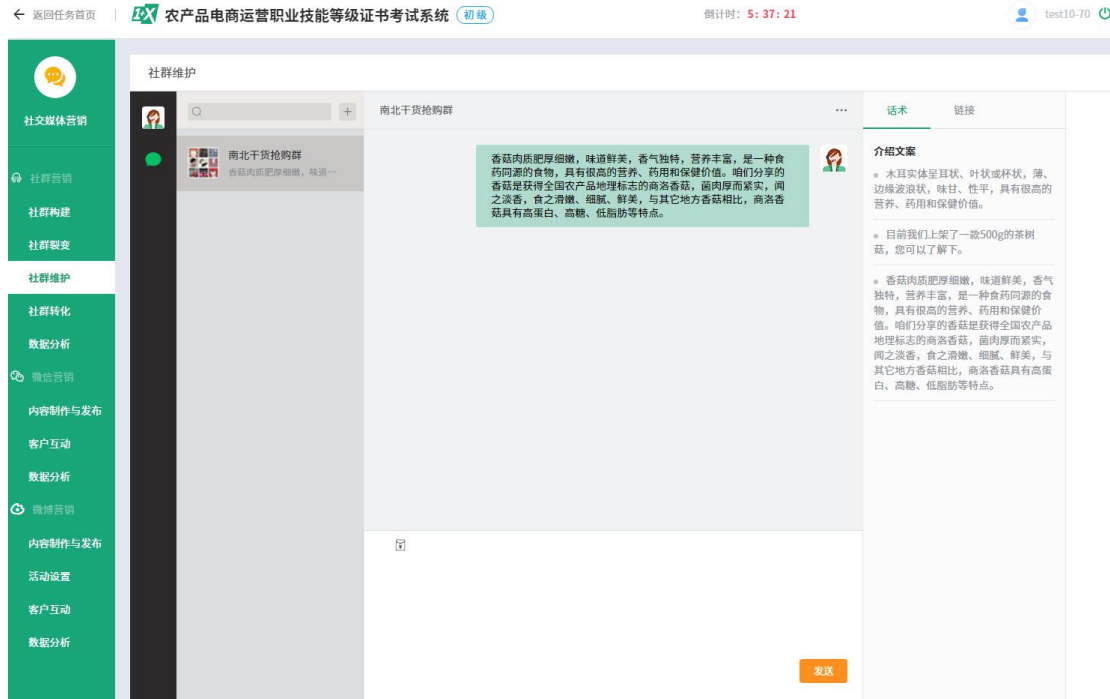 返回任务首页
1+X 农产品电商运营职业技能等级证书考试系统 初级
倒计时：5:37:21
test10-70
社交媒体营销
社群营销
社群构建
社群裂变
社群维护
社群转化
数据分析
微信营销
内容制作与发布
客户互动
数据分析
微博营销
内容制作与发布
活动设置
客户互动
数据分析
社群维护
南北干货抢购群
香菇肉质肥厚细嫩，味道…
南北干货抢购群
香菇肉质肥厚细嫩，味道鲜美，香气独特，营养丰富，是一种食
药同源的食物，具有很高的营养、药用和保健价值。咱们分享的
香菇是获得全国农产品地理标志的商洛香菇，菌肉厚而紧实，闻
之淡香，食之滑嫩、细腻、鲜美，与其它地方香菇相比，商洛香
菇具有高蛋白、高糖、低脂肪等特点。
发送
话术
链接
介绍文案
木耳实体呈耳状、叶状或杯状，薄、
边缘波浪状，味甘、性平，具有很高的
营养、药用和保健价值。
目前我们上架了一款500g的茶树
菇，您可以了解下。
香菇肉质肥厚细嫩，味道鲜美，香气
独特，营养丰富，是一种食药同源的食
物，具有很高的营养、药用和保健价
值。咱们分享的香菇是获得全国农产品
地理标志的商洛香菇，菌肉厚而紧实，
闻之淡香，食之滑嫩、细腻、鲜美，与
其它地方香菇相比，商洛香菇具有高蛋
白、高糖、低脂肪等特点。